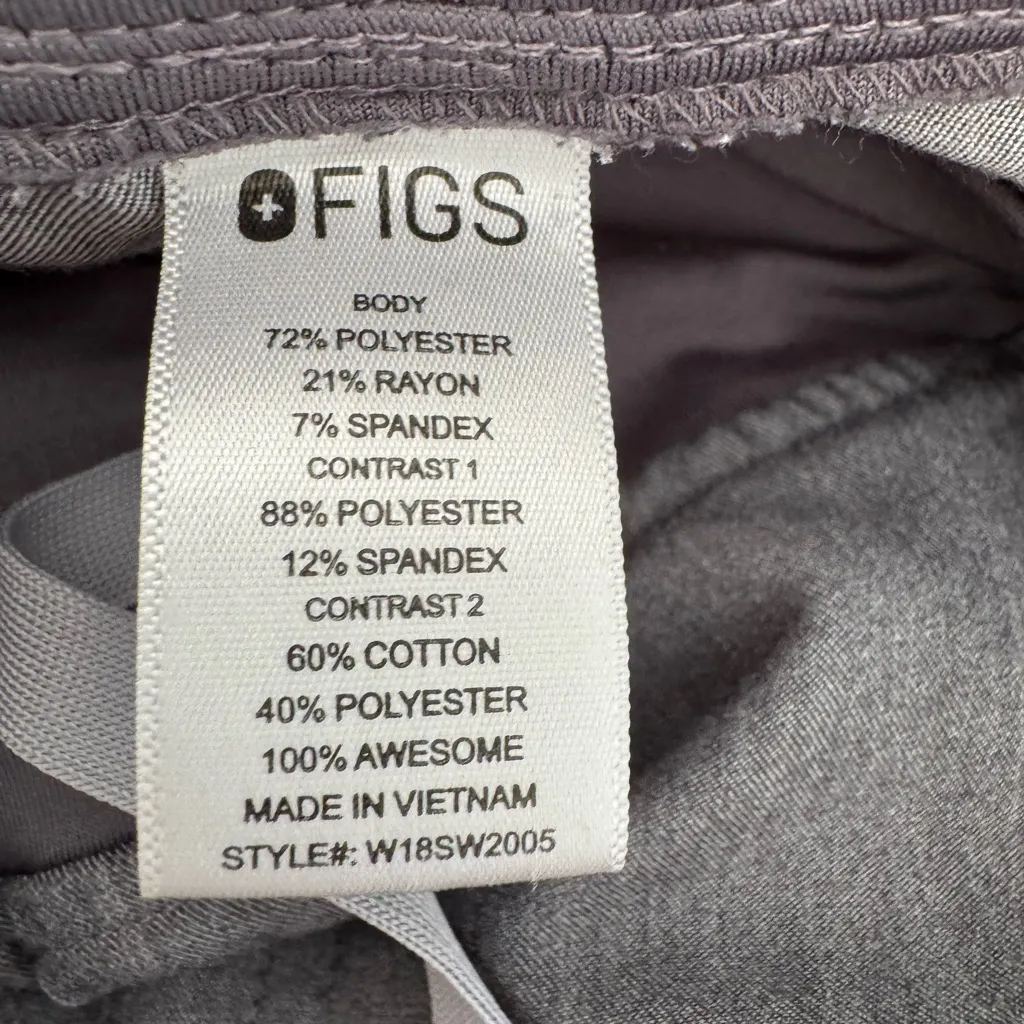 FIGS
BODY
72% POLYESTER
21% RAYON
7% SPANDEX
CONTRAST 1
88% POLYESTER
12% SPANDEX
CONTRAST 2
60% COTTON
40% POLYESTER
100% AWESOME
MADE IN VIETNAM
STYLE#: W18SW2005